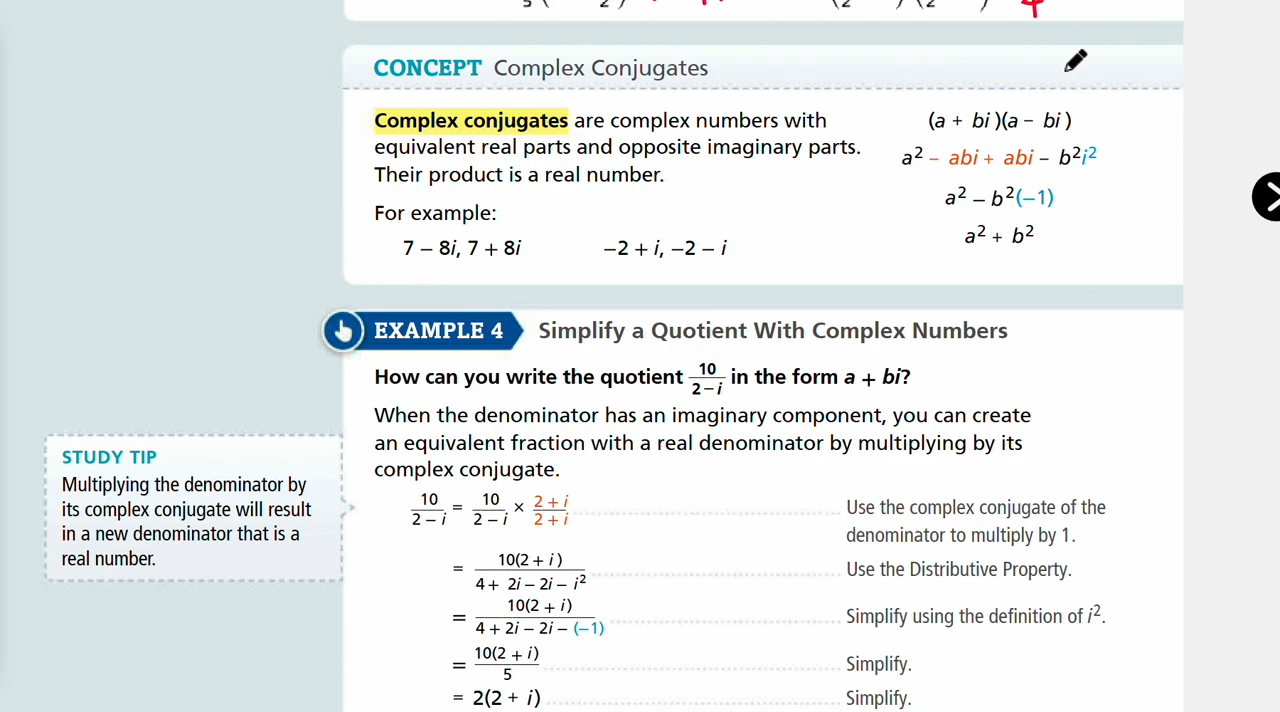 CONCEPT Complex Conjugates
Complex conjugates are complex numbers with
equivalent real parts and opposite imaginary parts.
Their product is a real number.
For example:
7 − 8i, 7 + 8i −2 + i, −2 − i
(a + bi)(a − bi)
a² − abi + abi − b²i²
a² − b²(−1)
a² + b²
EXAMPLE 4 Simplify a Quotient With Complex Numbers
How can you write the quotient 10/(2 − i) in the form a + bi?
When the denominator has an imaginary component, you can create
an equivalent fraction with a real denominator by multiplying by its
complex conjugate.
STUDY TIP
Multiplying the denominator by
its complex conjugate will result
in a new denominator that is a
real number.
10/(2 − i) = 10/(2 − i) × (2 + i)/(2 + i) Use the complex conjugate of the
denominator to multiply by 1.
= 10(2 + i)/(4 + 2i − 2i − i²) Use the Distributive Property.
= 10(2 + i)/(4 + 2i − 2i − (−1)) Simplify using the definition of i².
= 10(2 + i)/5 Simplify.
= 2(2 + i) Simplify.